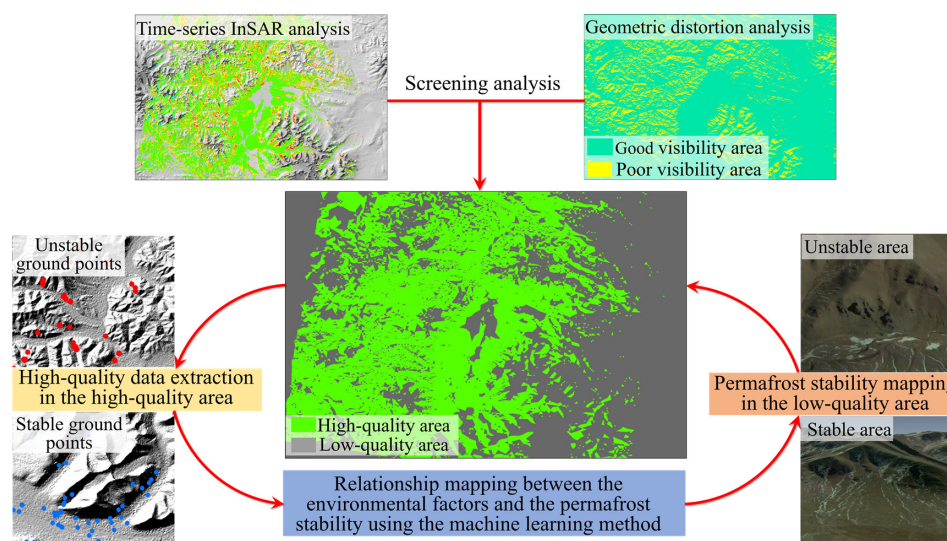 Time-series InSAR analysis
Geometric distortion analysis
Screening analysis
Good visibility area
Poor visibility area
Unstable
ground points
Unstable area
High-quality data extraction
in the high-quality area
Permafrost stability mappin
in the low-quality area
Stable ground
points
High-quality area
Low-quality area
Stable area
Relationship mapping between the
environmental factors and the permafrost
stability using the machine learning method